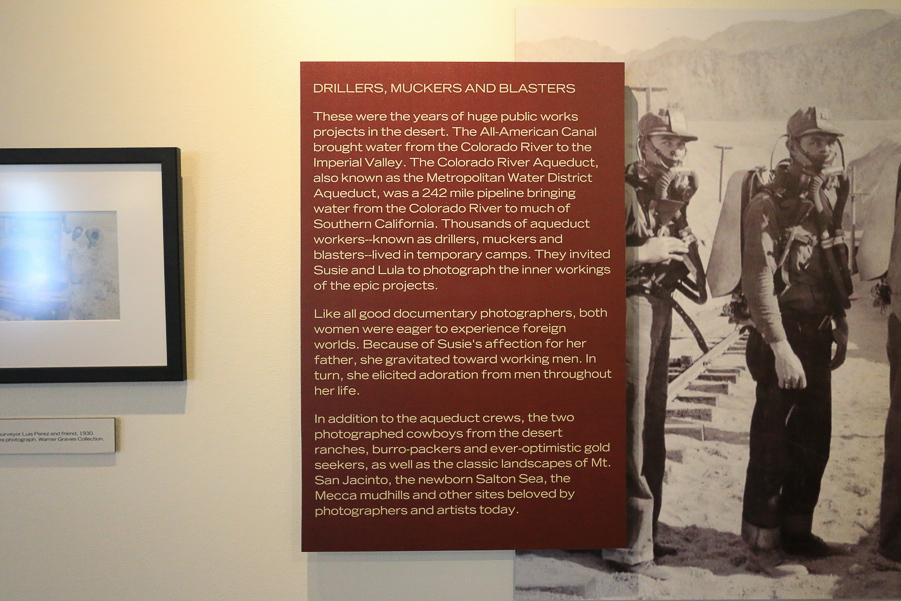 DRILLERS, MUCKERS AND BLASTERS
These were the years of huge public works
projects in the desert. The All-American Canal
brought water from the Colorado River to the
Imperial Valley. The Colorado River Aqueduct,
also known as the Metropolitan Water District
Aqueduct, was a 242 mile pipeline bringing
water from the Colorado River to much of
Southern California. Thousands of aqueduct
workers--known as drillers, muckers and
blasters--lived in temporary camps. They invited
Susie and Lula to photograph the inner workings
of the epic projects.
Like all good documentary photographers, both
women were eager to experience foreign
worlds. Because of Susie's affection for her
father, she gravitated toward working men. In
turn, she elicited adoration from men throughout
her life.
In addition to the aqueduct crews, the two
photographed cowboys from the desert
ranches, burro-packers and ever-optimistic gold
seekers, as well as the classic landscapes of Mt.
San Jacinto, the newborn Salton Sea, the
Mecca mudhills and other sites beloved by
photographers and artists today.
surveyor Luis Perez and friend, 1930.
photograph. Warner Graves Collection.